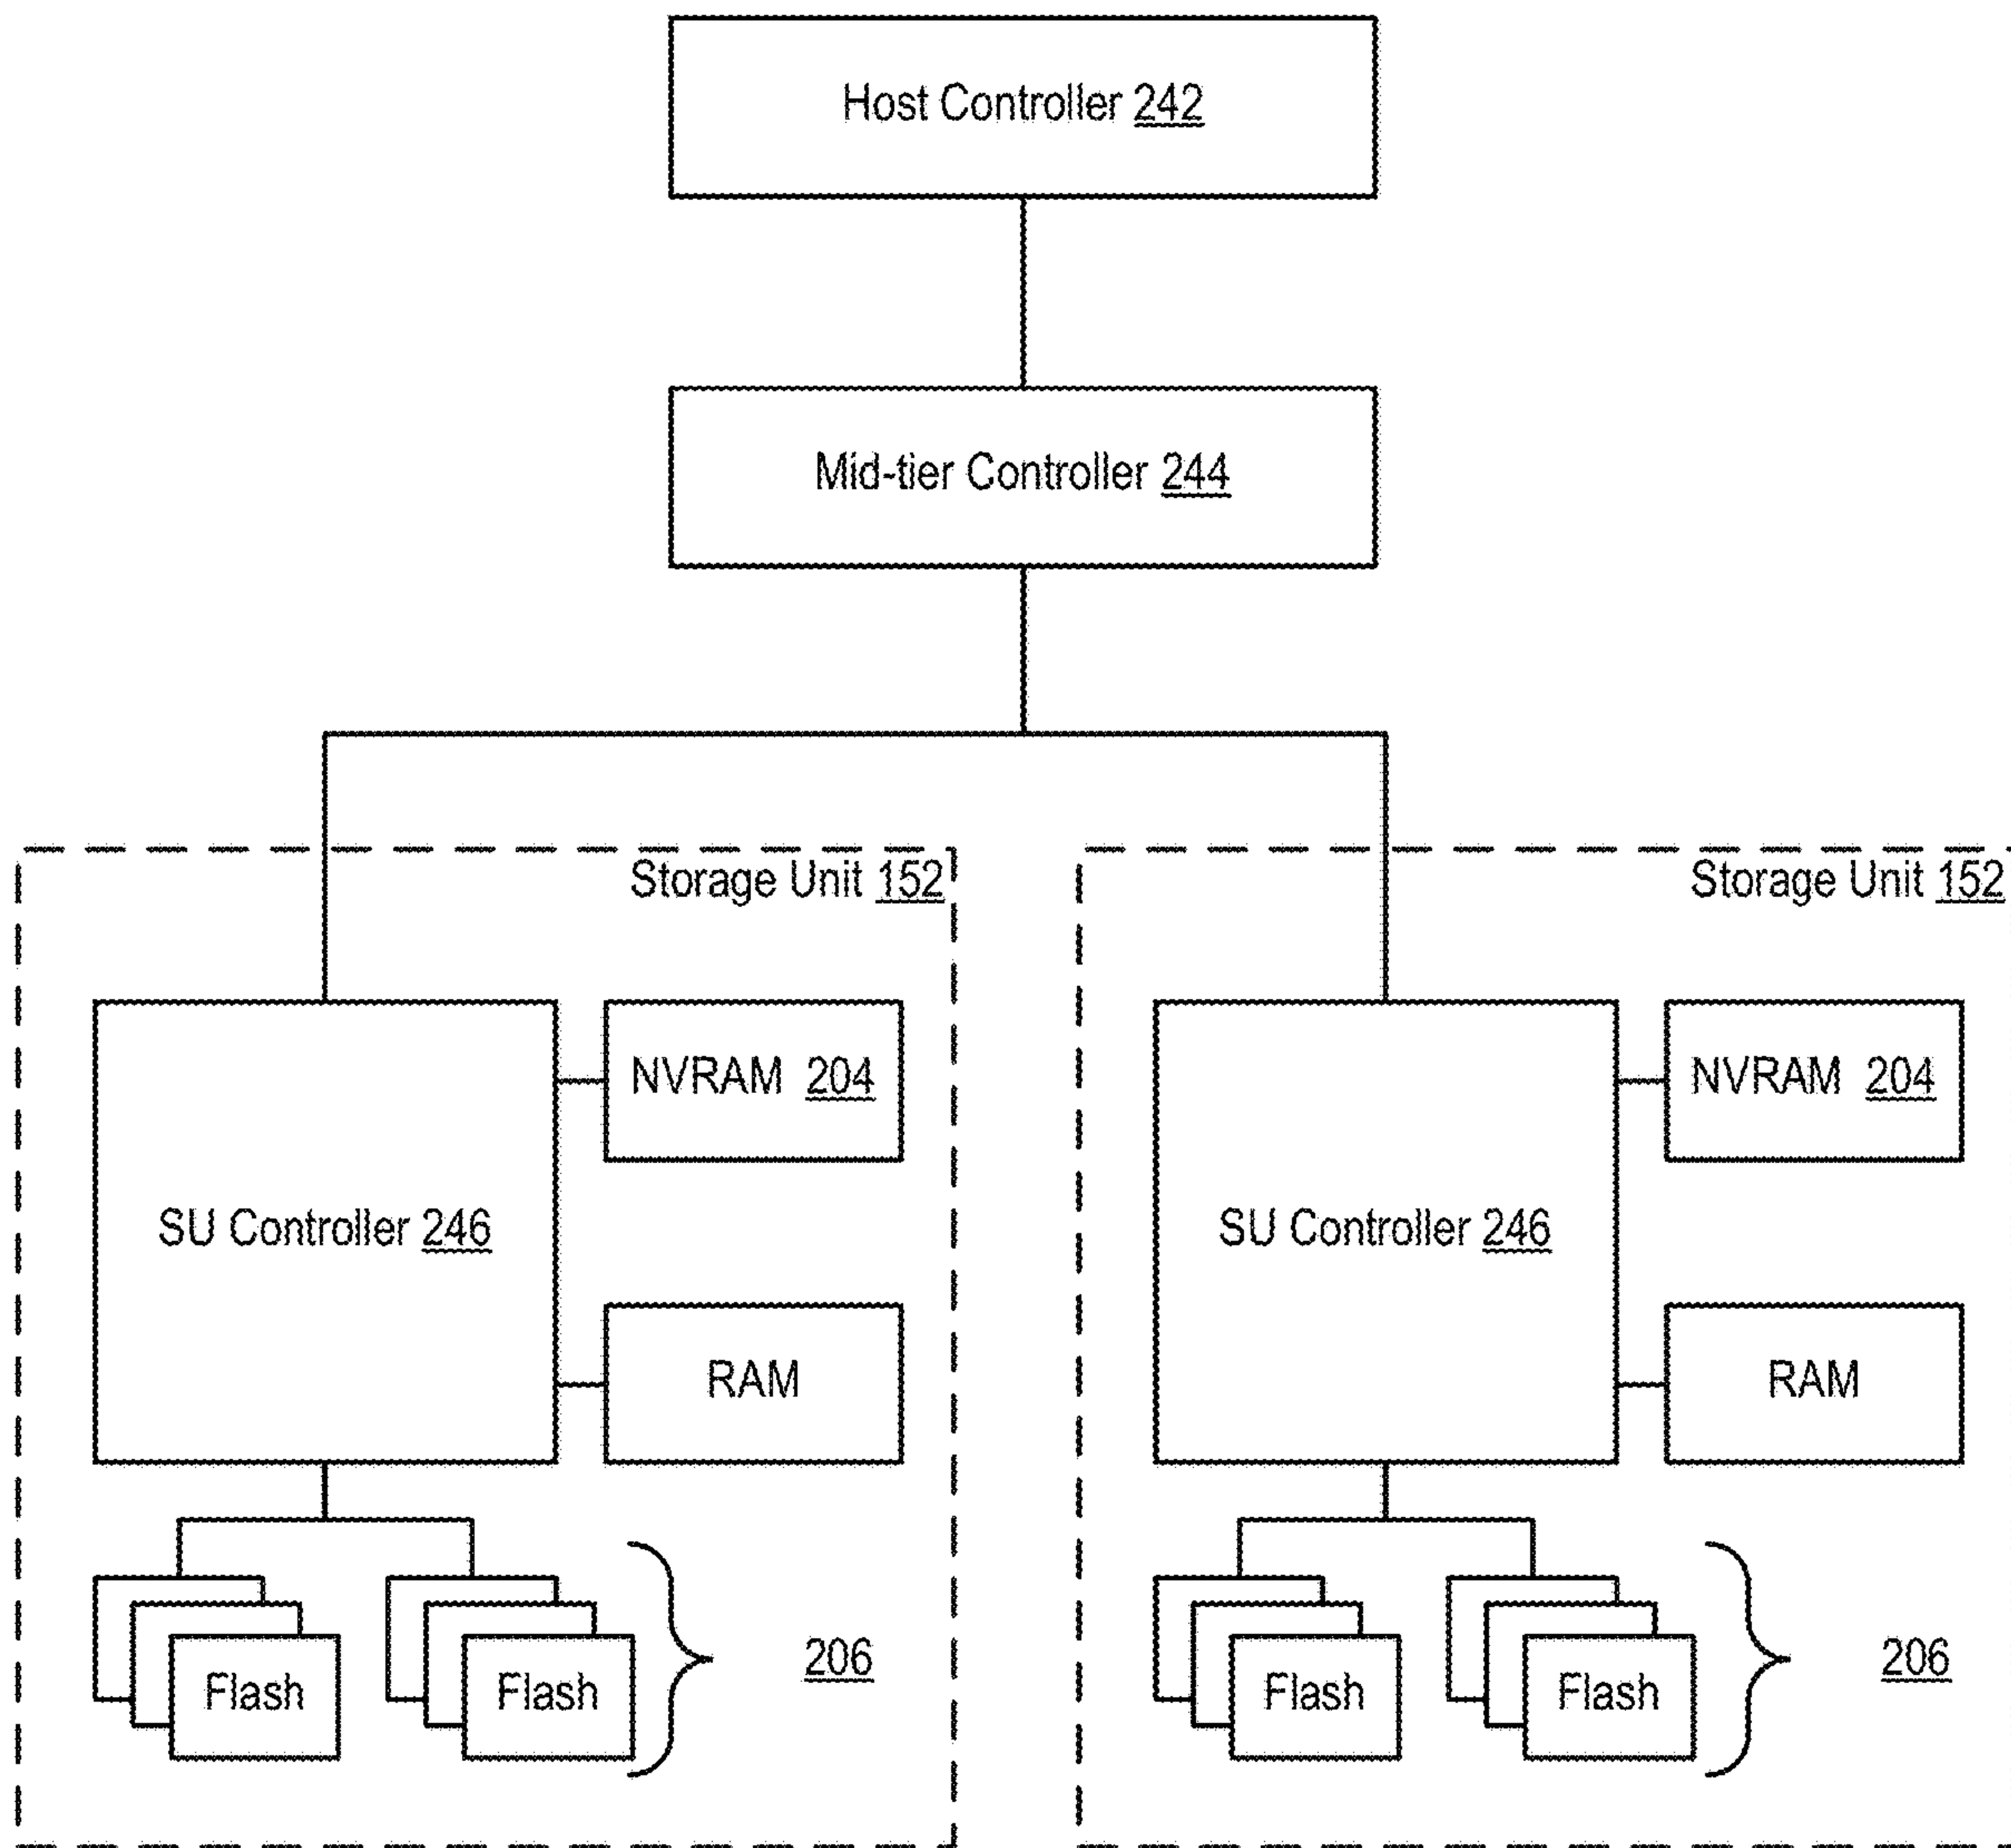 Host Controller 242
Mid-tier Controller 244
Storage Unit 152
NVRAM 204
SU Controller 246
RAM
Flash
Flash
206
Storage Unit 152
NVRAM 204
SU Controller 246
RAM
Flash
Flash
206